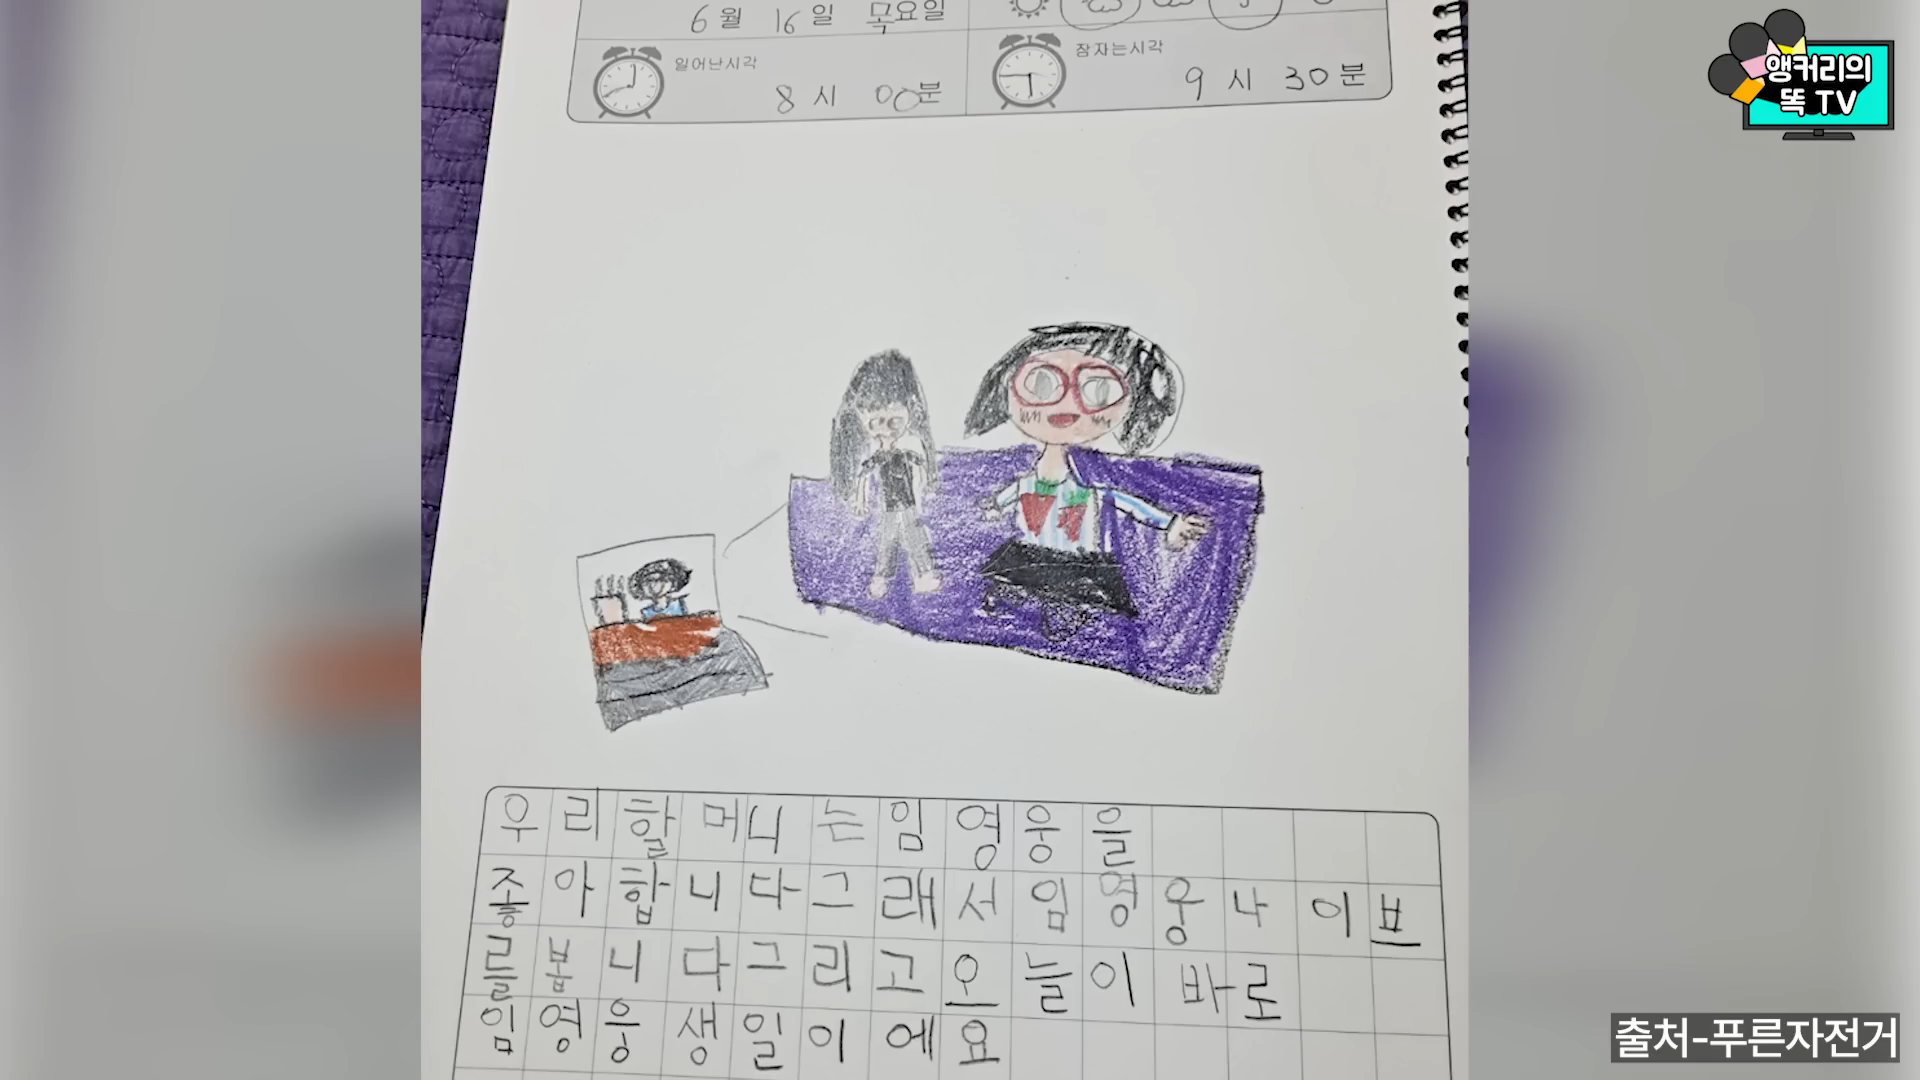 6월 16일 목요일
일어난시각
8시 00분
잠자는시각
9시 30분
앵커리의
똑 TV
우리할머니는임영웅을
좋아합니다그래서임영웅나이브
를봅니다그리고오늘이바로
임영웅생일이에요
출처-푸른자전거